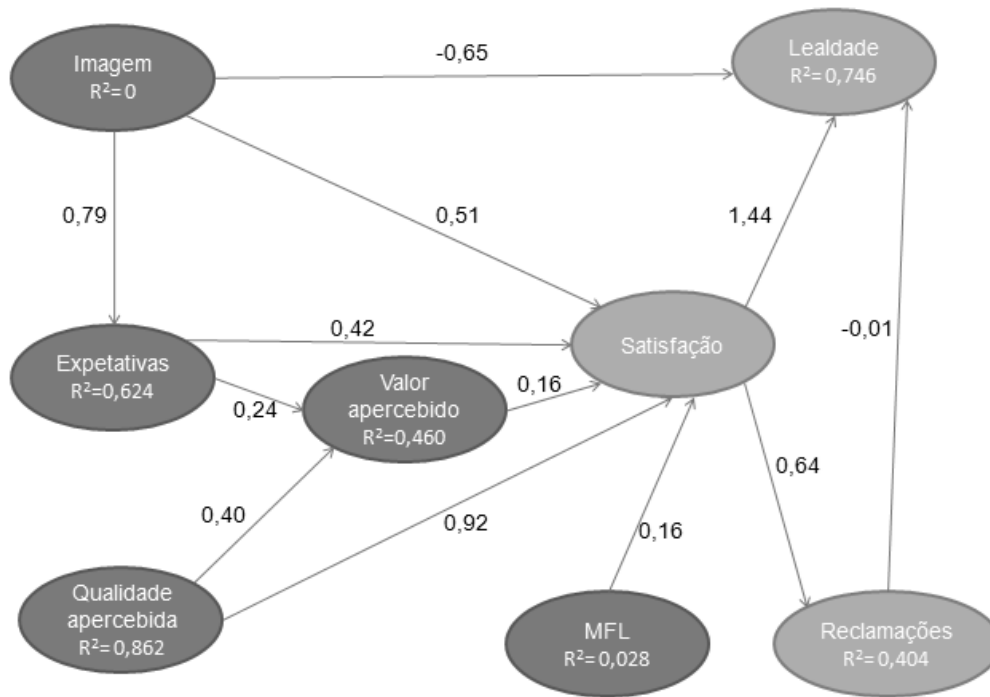 Imagem
R²= 0
-0,65
Lealdade
R²= 0,746
0,79
0,51
1,44
Expetativas
R²=0,624
0,42
Satisfação
-0,01
0,24
Valor
apercebido
R²=0,460
0,16
0,64
0,40
0,92
0,16
Qualidade
apercebida
R²=0,862
MFL
R²= 0,028
Reclamações
R²= 0,404